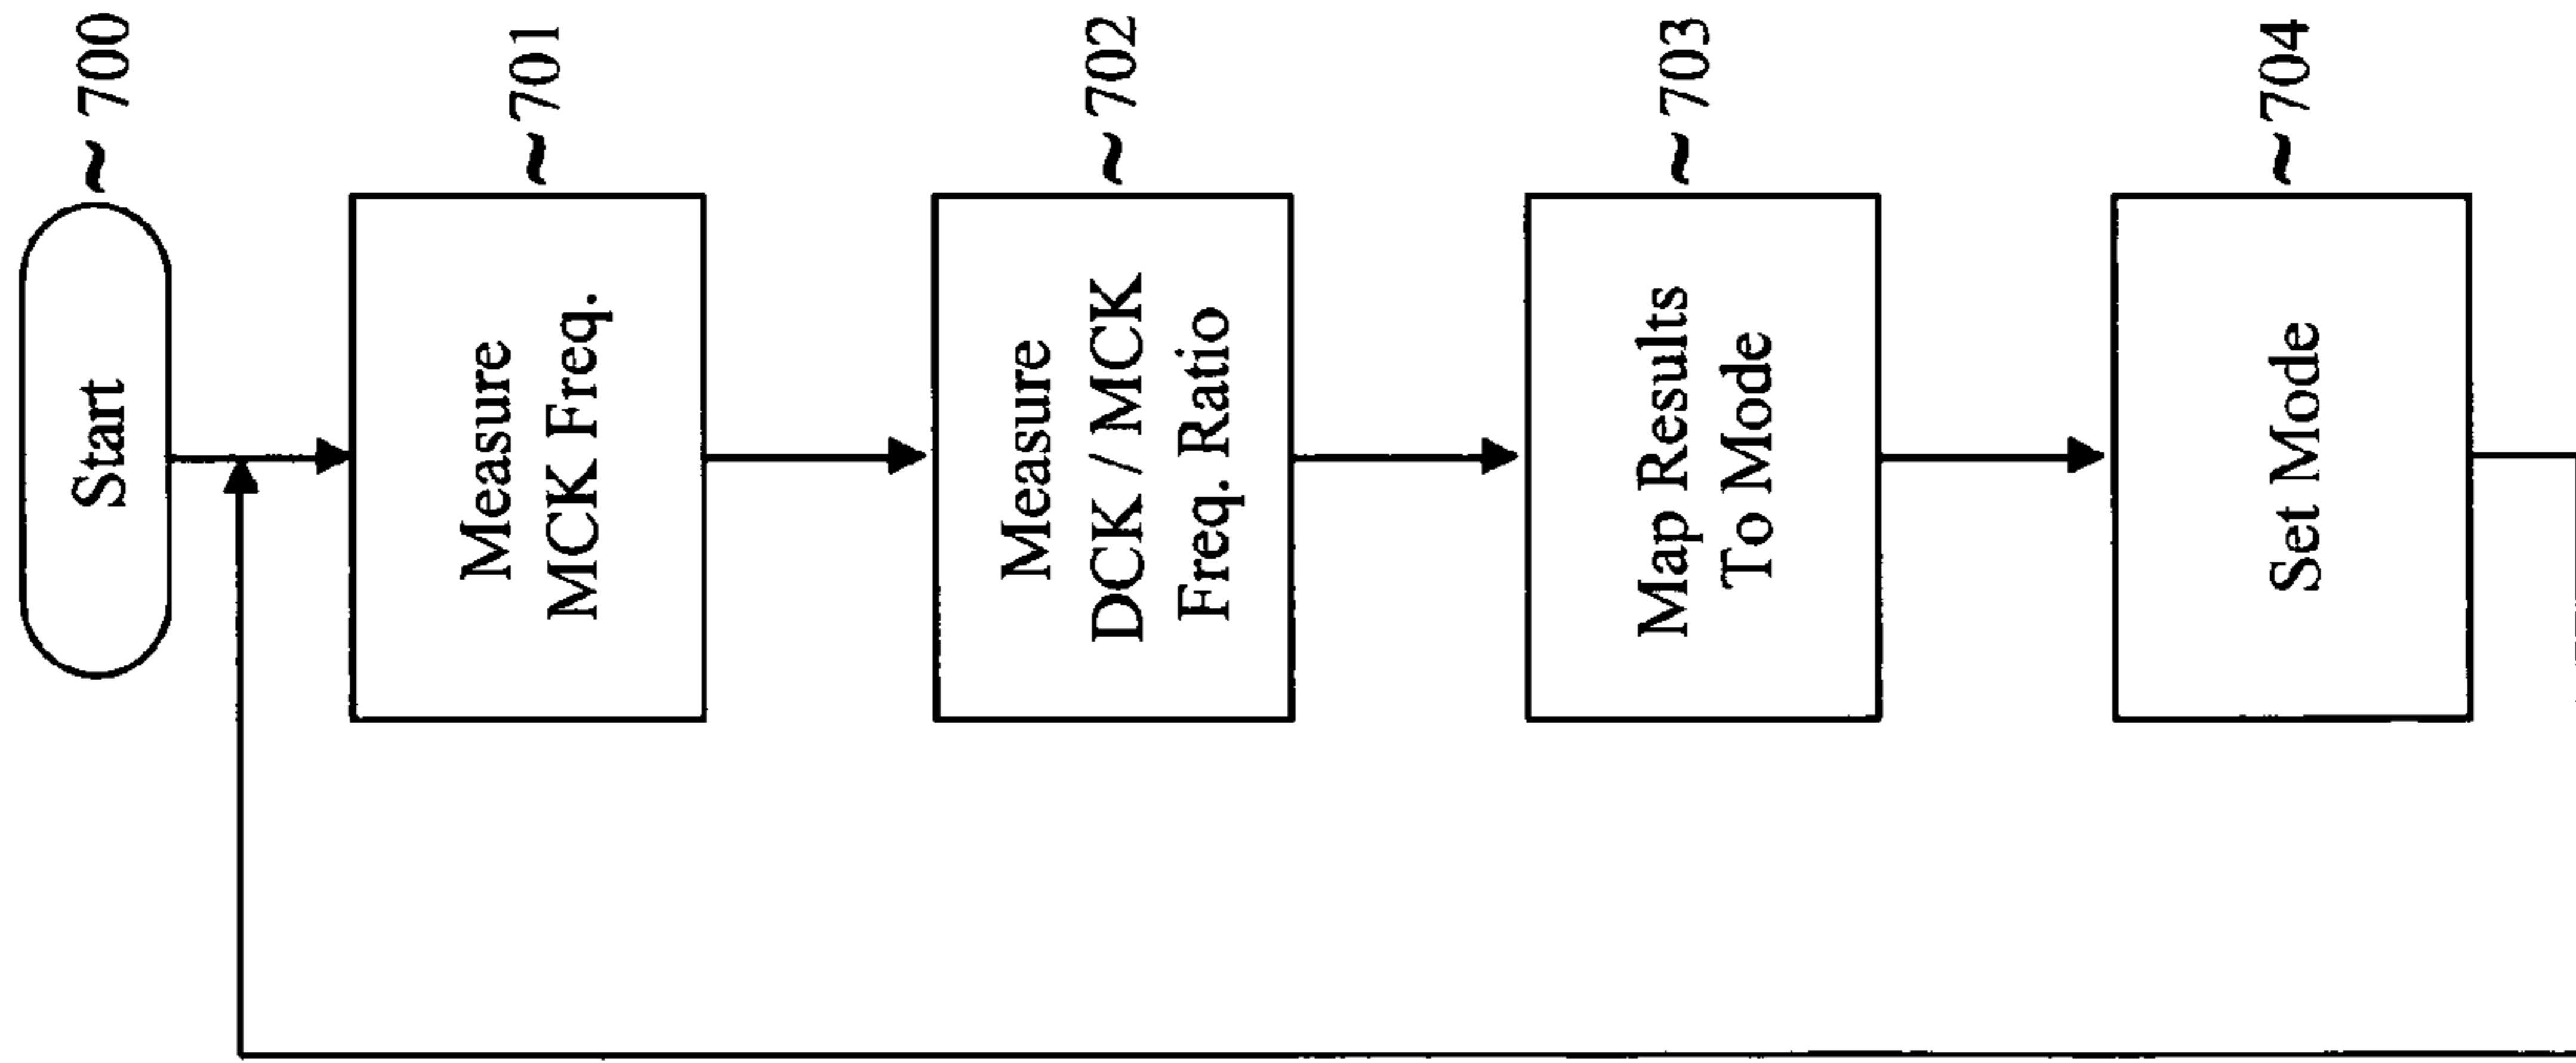 Start
~ 700
Measure
MCK Freq.
~701
Measure
DCK / MCK
Freq. Ratio
~702
Map Results
To Mode
~703
Set Mode
~704